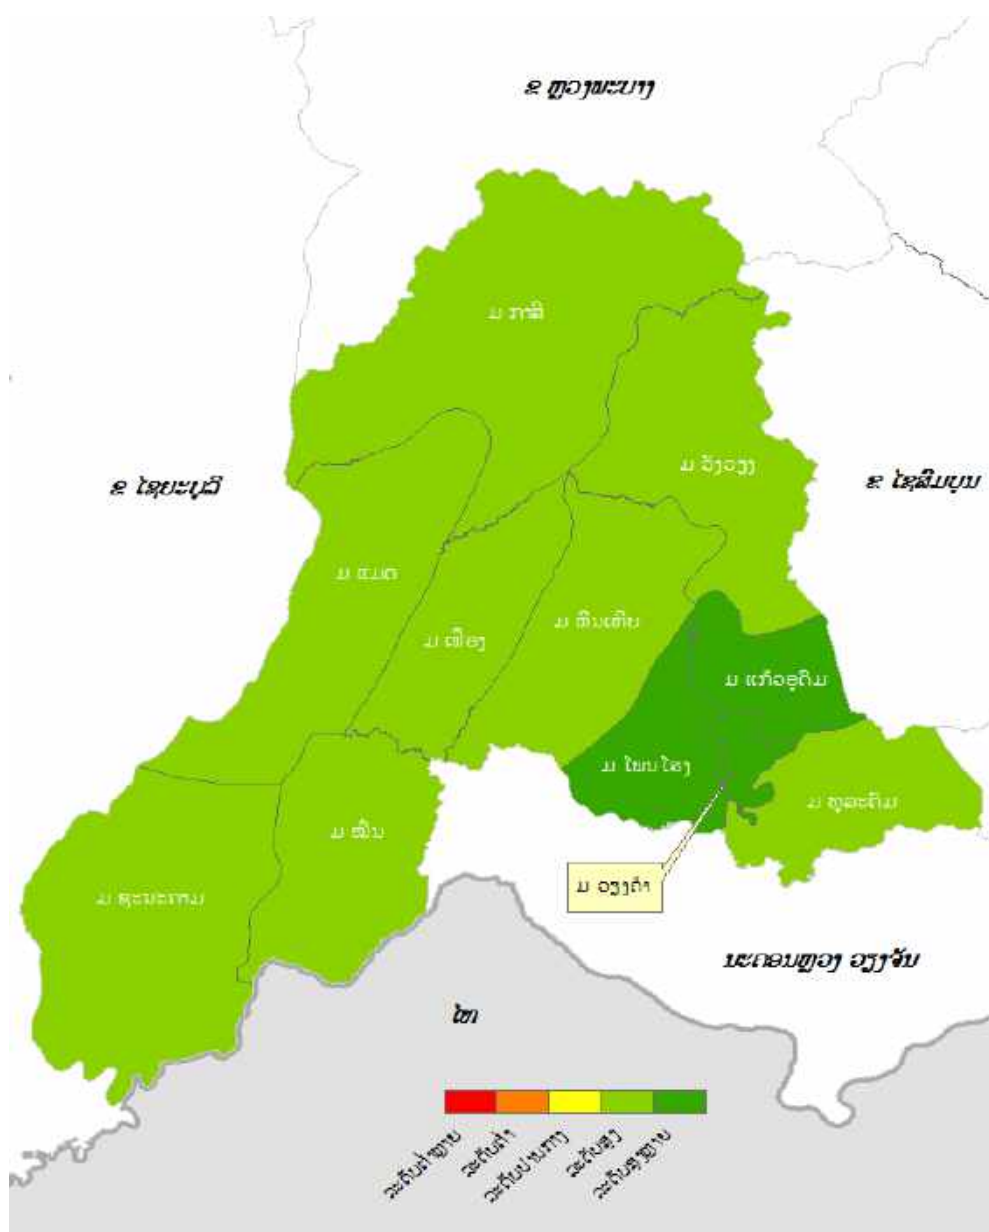 ຂ ຫຼວງພະບາງ
ມ ກາສີ
ມ ວັງວຽງ
ຂ ໄຊຍະບູລີ
ຂ ໄຊສົມບູນ
ມ ແມດ
ມ ເຟືອງ
ມ ຫີນເຫີບ
ມ ແກ້ວອຸດົມ
ມ ໂພນໂຮງ
ມ ທຸລະຄົມ
ມ ໝື່ນ
ມ ວຽງຄຳ
ມ ຊະນະຄາມ
ນະຄອນຫຼວງ ວຽງຈັນ
ໄທ
ລະດັບຕ່ຳຫຼາຍ
ລະດັບຕ່ຳ
ລະດັບປານກາງ
ລະດັບສູງ
ລະດັບສູງຫຼາຍ